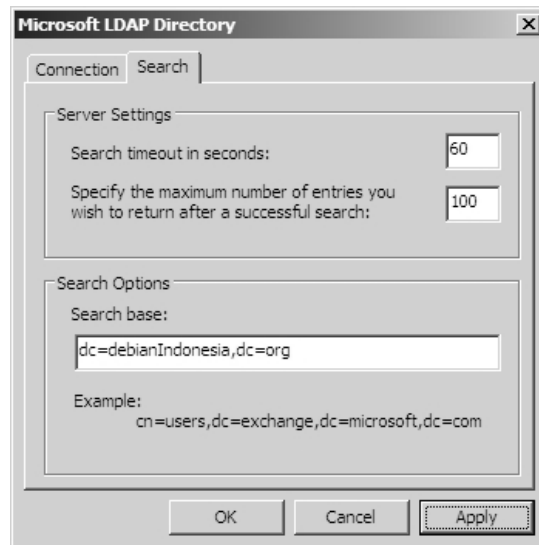 Microsoft LDAP Directory
Connection
Search
Server Settings
Search timeout in seconds:
60
Specify the maximum number of entries you
wish to return after a successful search:
100
Search Options
Search base:
dc=debianIndonesia,dc=org
Example:
cn=users,dc=exchange,dc=microsoft,dc=com
OK
Cancel
Apply